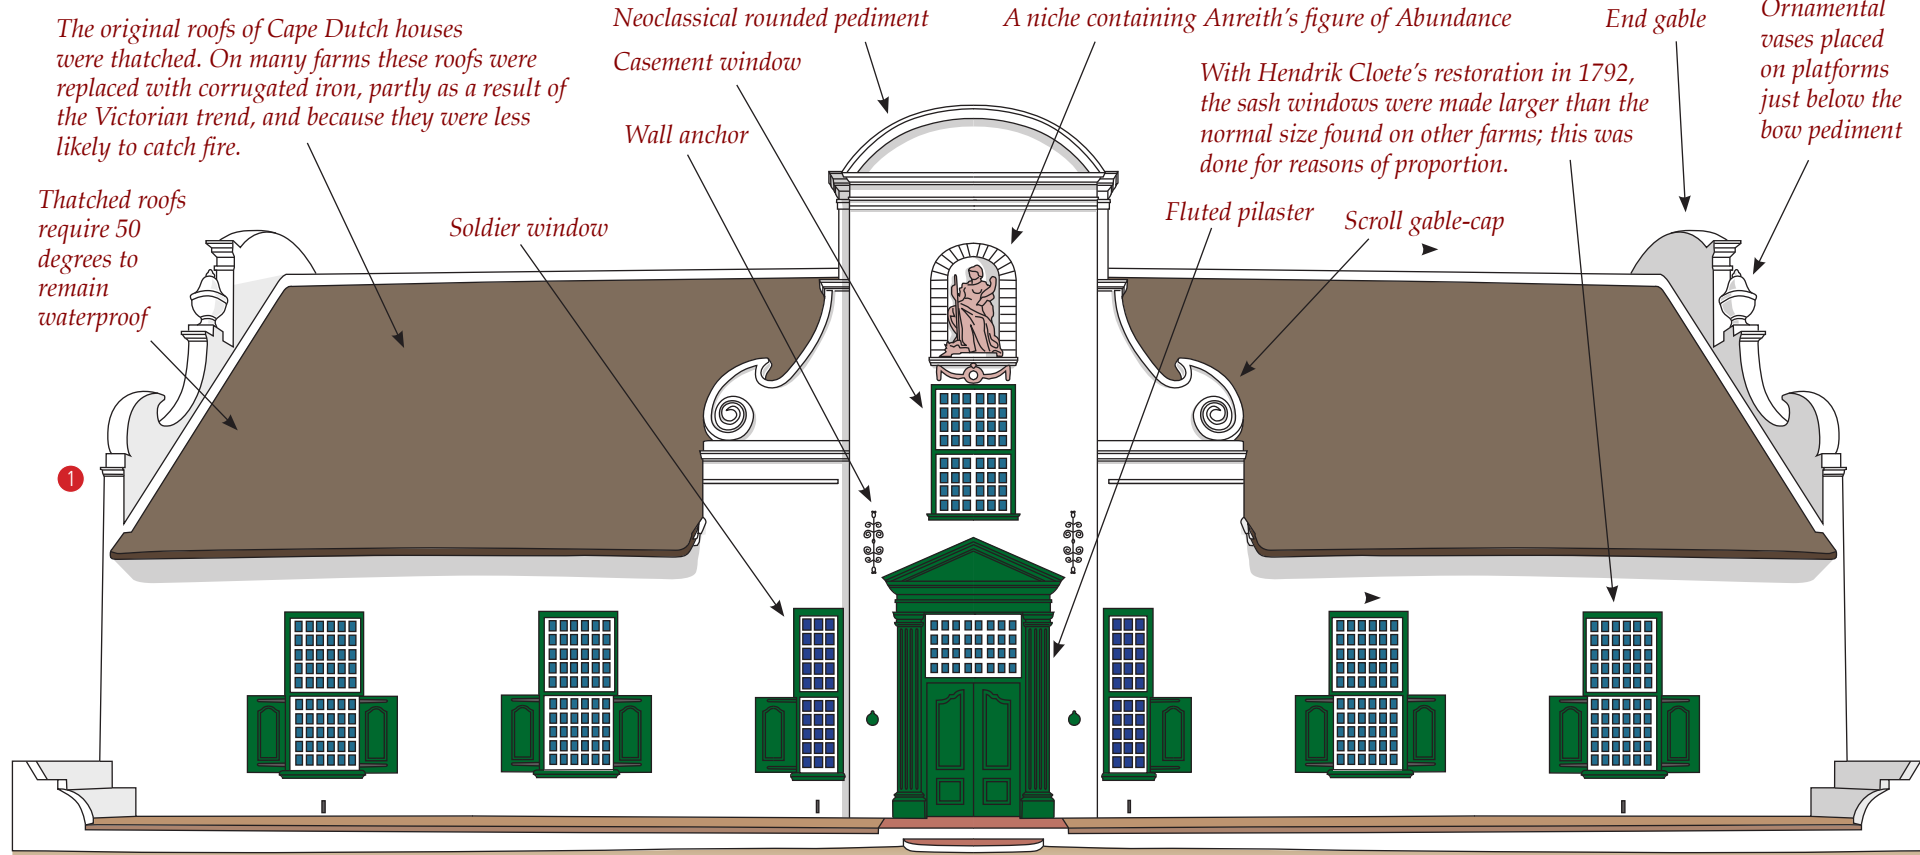 The original roofs of Cape Dutch houses
were thatched. On many farms these roofs were
replaced with corrugated iron, partly as a result of
the Victorian trend, and because they were less
likely to catch fire.
Thatched roofs
require 50
degrees to
remain
waterproof
Soldier window
Neoclassical rounded pediment
Casement window
Wall anchor
A niche containing Anreith's figure of Abundance
With Hendrik Cloete's restoration in 1792,
the sash windows were made larger than the
normal size found on other farms; this was
done for reasons of proportion.
Fluted pilaster
Scroll gable-cap
End gable
Ornamental
vases placed
on platforms
just below the
bow pediment
1